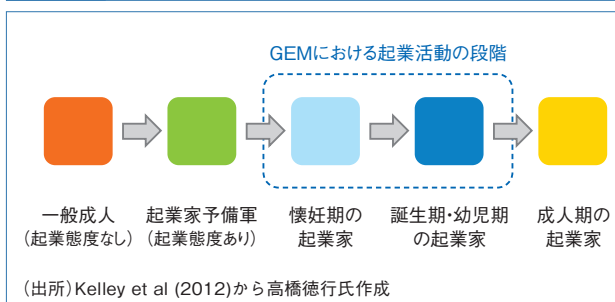 GEMにおける起業活動の段階
一般成人
(起業態度なし)
起業家予備軍
(起業態度あり)
懐妊期の
起業家
誕生期・幼児期
の起業家
成人期の
起業家
(出所)Kelley et al (2012)から高橋徳行氏作成